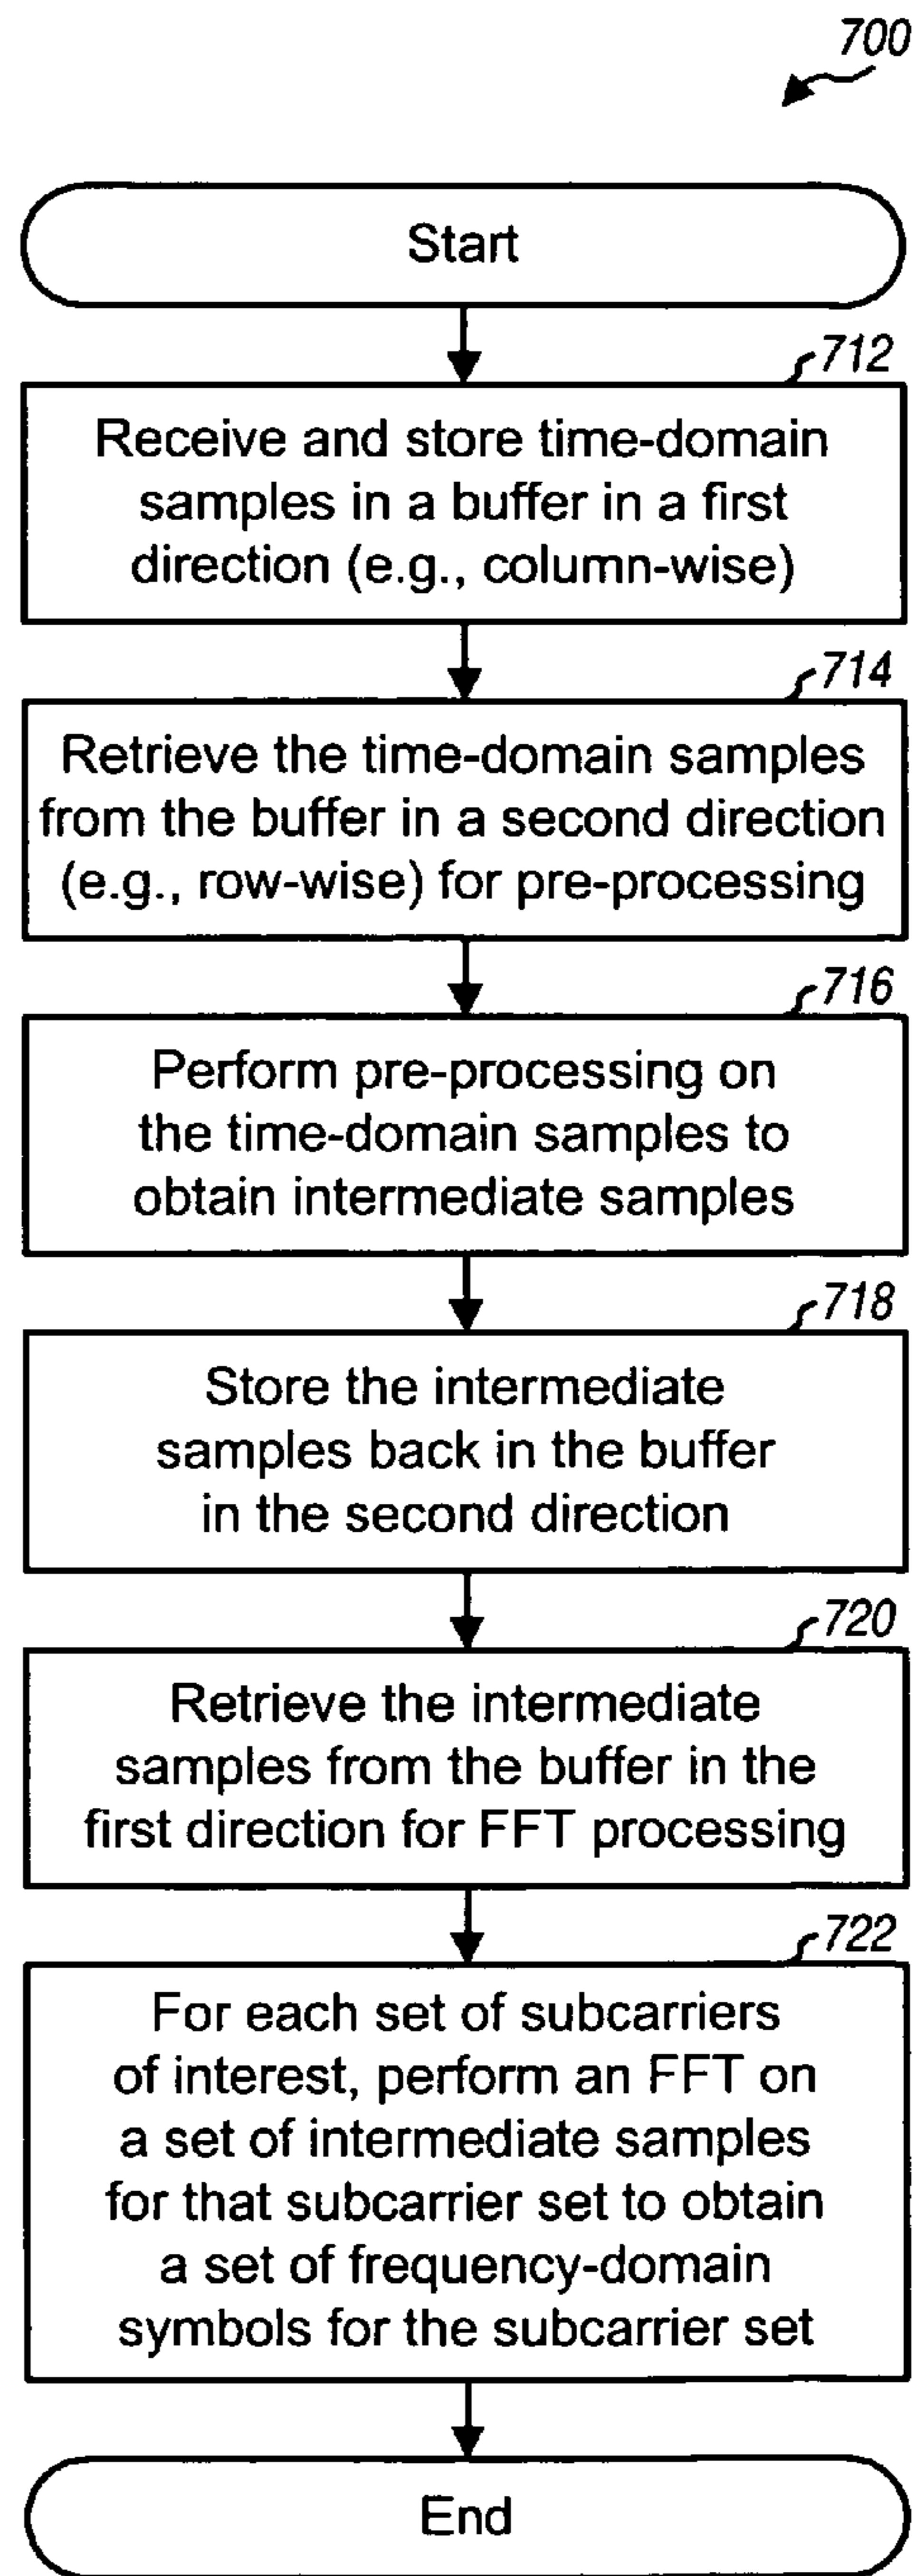 700
Start
712
Receive and store time-domain
samples in a buffer in a first
direction (e.g., column-wise)
714
Retrieve the time-domain samples
from the buffer in a second direction
(e.g., row-wise) for pre-processing
716
Perform pre-processing on
the time-domain samples to
obtain intermediate samples
718
Store the intermediate
samples back in the buffer
in the second direction
720
Retrieve the intermediate
samples from the buffer in the
first direction for FFT processing
722
For each set of subcarriers
of interest, perform an FFT on
a set of intermediate samples
for that subcarrier set to obtain
a set of frequency-domain
symbols for the subcarrier set
End